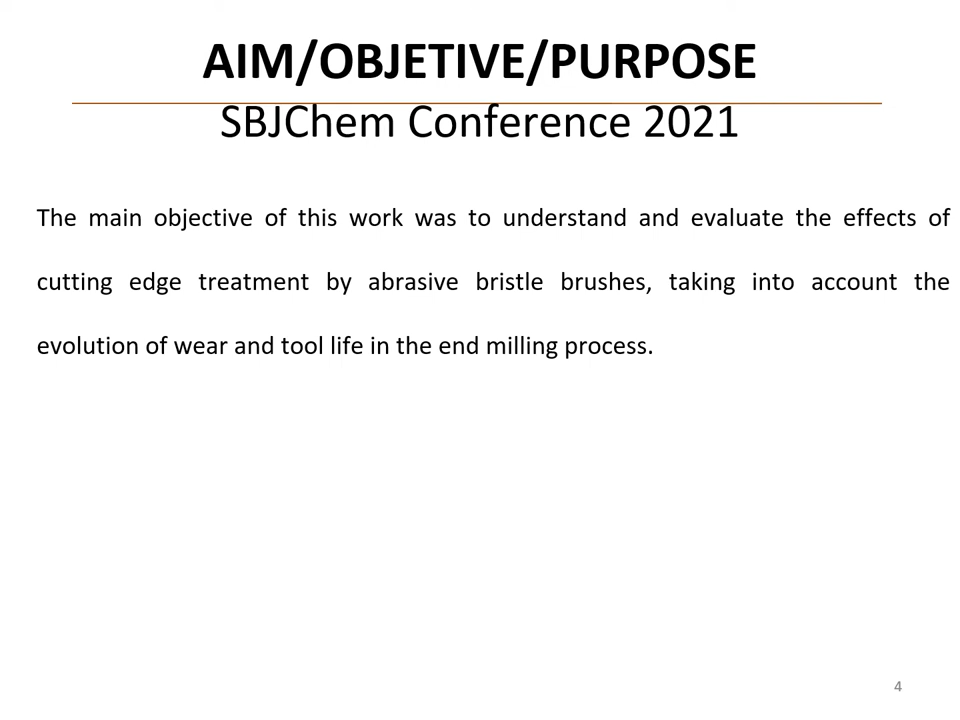 AIM/OBJETIVE/PURPOSE
SBJChem Conference 2021
The main objective of this work was to understand and evaluate the effects of
cutting edge treatment by abrasive bristle brushes, taking into account the
evolution of wear and tool life in the end milling process.
4